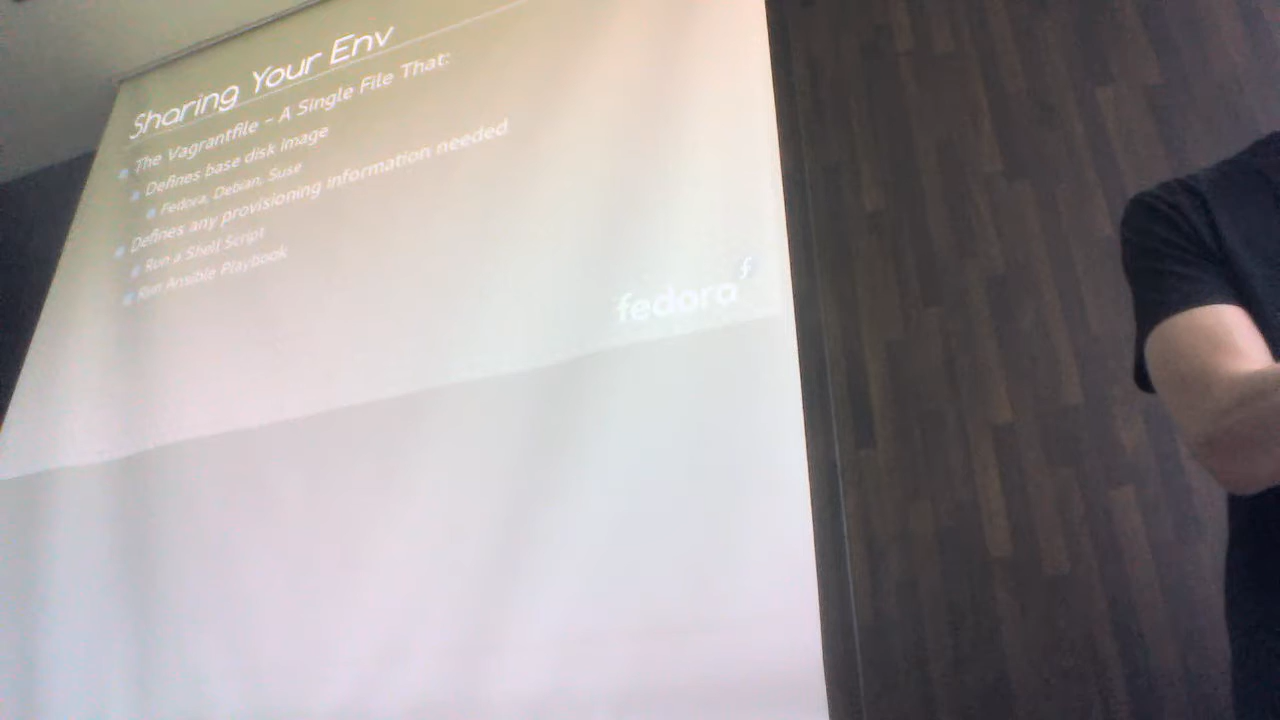 Sharing Your Env
The Vagrantfile - A Single File That:
Defines base disk image
Fedora, Debian, Suse
Defines any provisioning information needed
Run a Shell Script
Run Ansible Playbook
fedora f